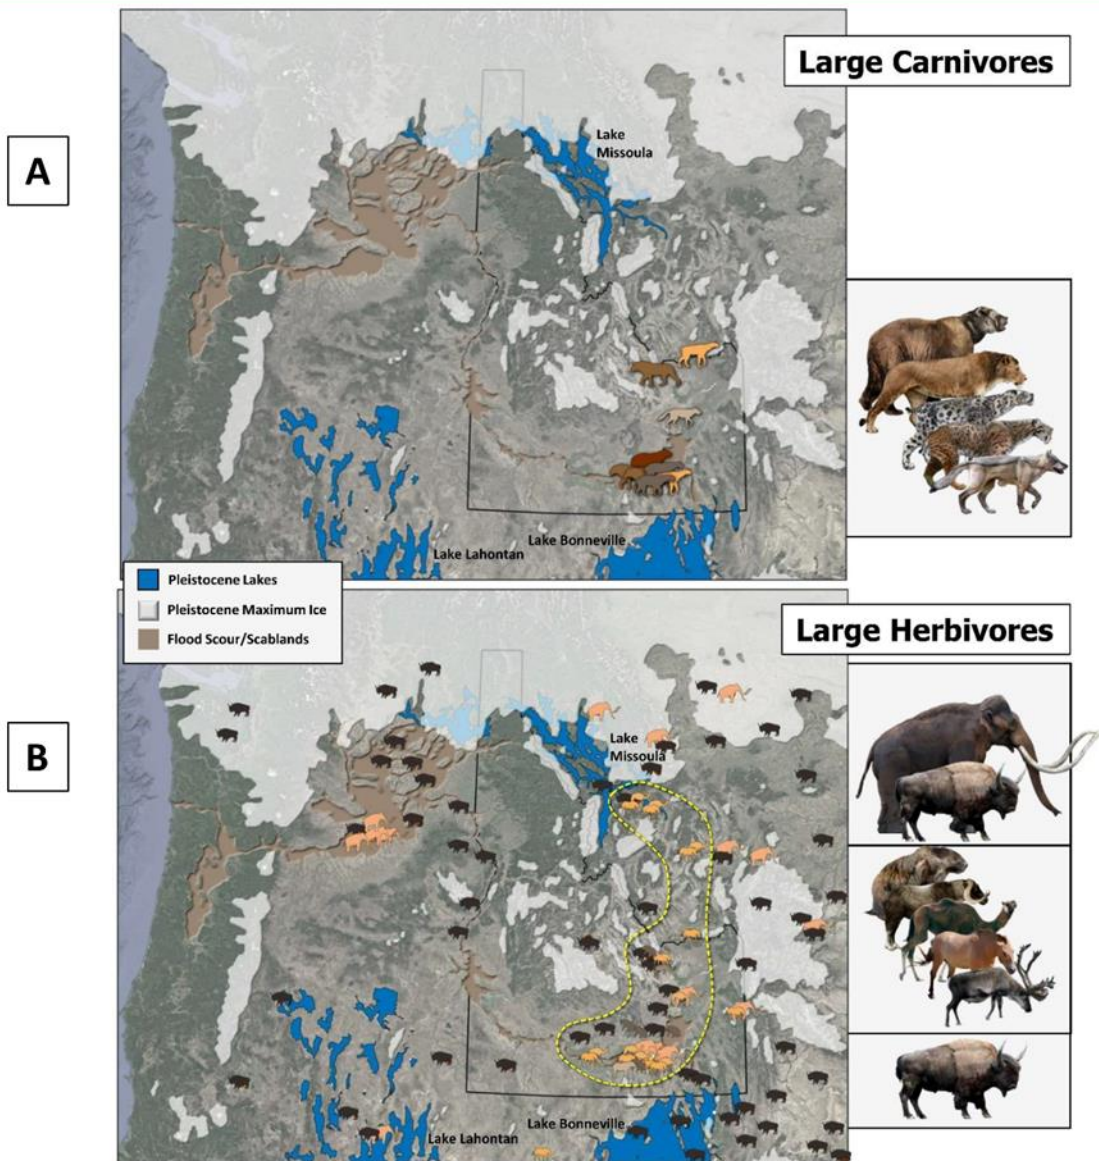 Large Carnivores
A
Lake
Missoula
Lake Bonneville
Lake Lahontan
Pleistocene Lakes
Pleistocene Maximum Ice
Flood Scour/Scablands
Large Herbivores
B
Lake
Missoula
Lake Bonneville
Lake Lahontan